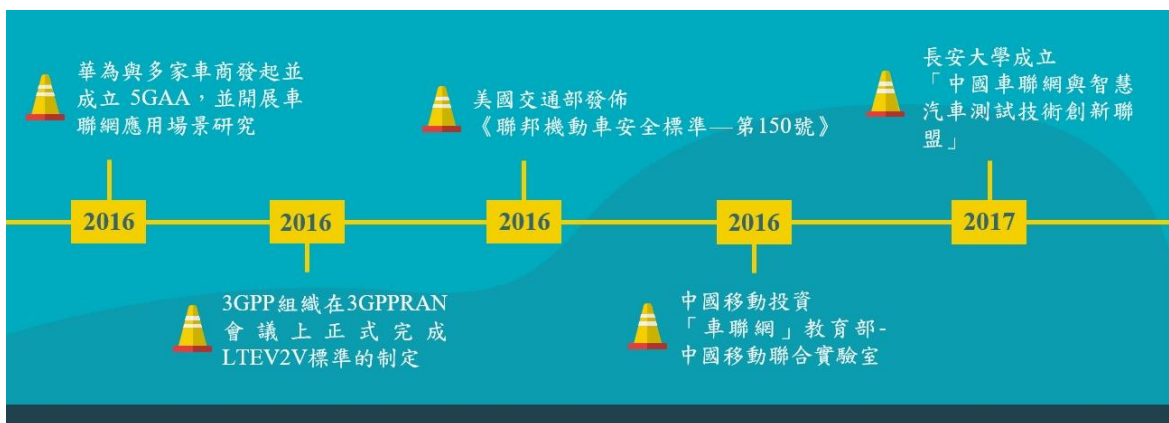 華為與多家車商發起並
成立 5GAA，並開展車
聯網應用場景研究
2016
2016
3GPP組織在3GPPRAN
會議上正式完成
LTEV2V標準的制定
美國交通部發佈
《聯邦機動車安全標準—第150號》
2016
2016
中國移動投資
「車聯網」教育部-
中國移動聯合實驗室
長安大學成立
「中國車聯網與智慧
汽車測試技術創新聯
盟」
2017